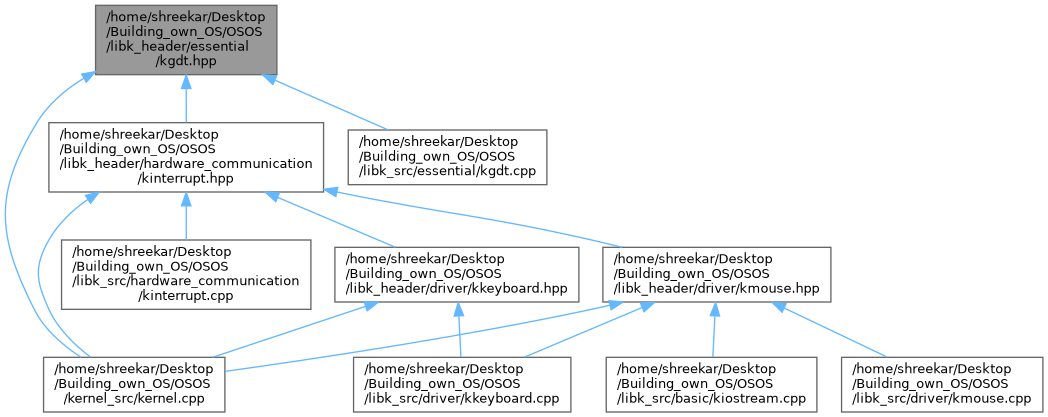 /home/shreekar/Desktop
/Building_own_OS/OSOS
/libk_header/essential
/kgdt.hpp
/home/shreekar/Desktop
/Building_own_OS/OSOS
/libk_header/hardware_communication
/kinterrupt.hpp
/home/shreekar/Desktop
/Building_own_OS/OSOS
/libk_src/essential/kgdt.cpp
/home/shreekar/Desktop
/Building_own_OS/OSOS
/libk_src/hardware_communication
/kinterrupt.cpp
/home/shreekar/Desktop
/Building_own_OS/OSOS
/libk_header/driver/kkeyboard.hpp
/home/shreekar/Desktop
/Building_own_OS/OSOS
/libk_header/driver/kmouse.hpp
/home/shreekar/Desktop
/Building_own_OS/OSOS
/kernel_src/kernel.cpp
/home/shreekar/Desktop
/Building_own_OS/OSOS
/libk_src/driver/kkeyboard.cpp
/home/shreekar/Desktop
/Building_own_OS/OSOS
/libk_src/basic/kiostream.cpp
/home/shreekar/Desktop
/Building_own_OS/OSOS
/libk_src/driver/kmouse.cpp